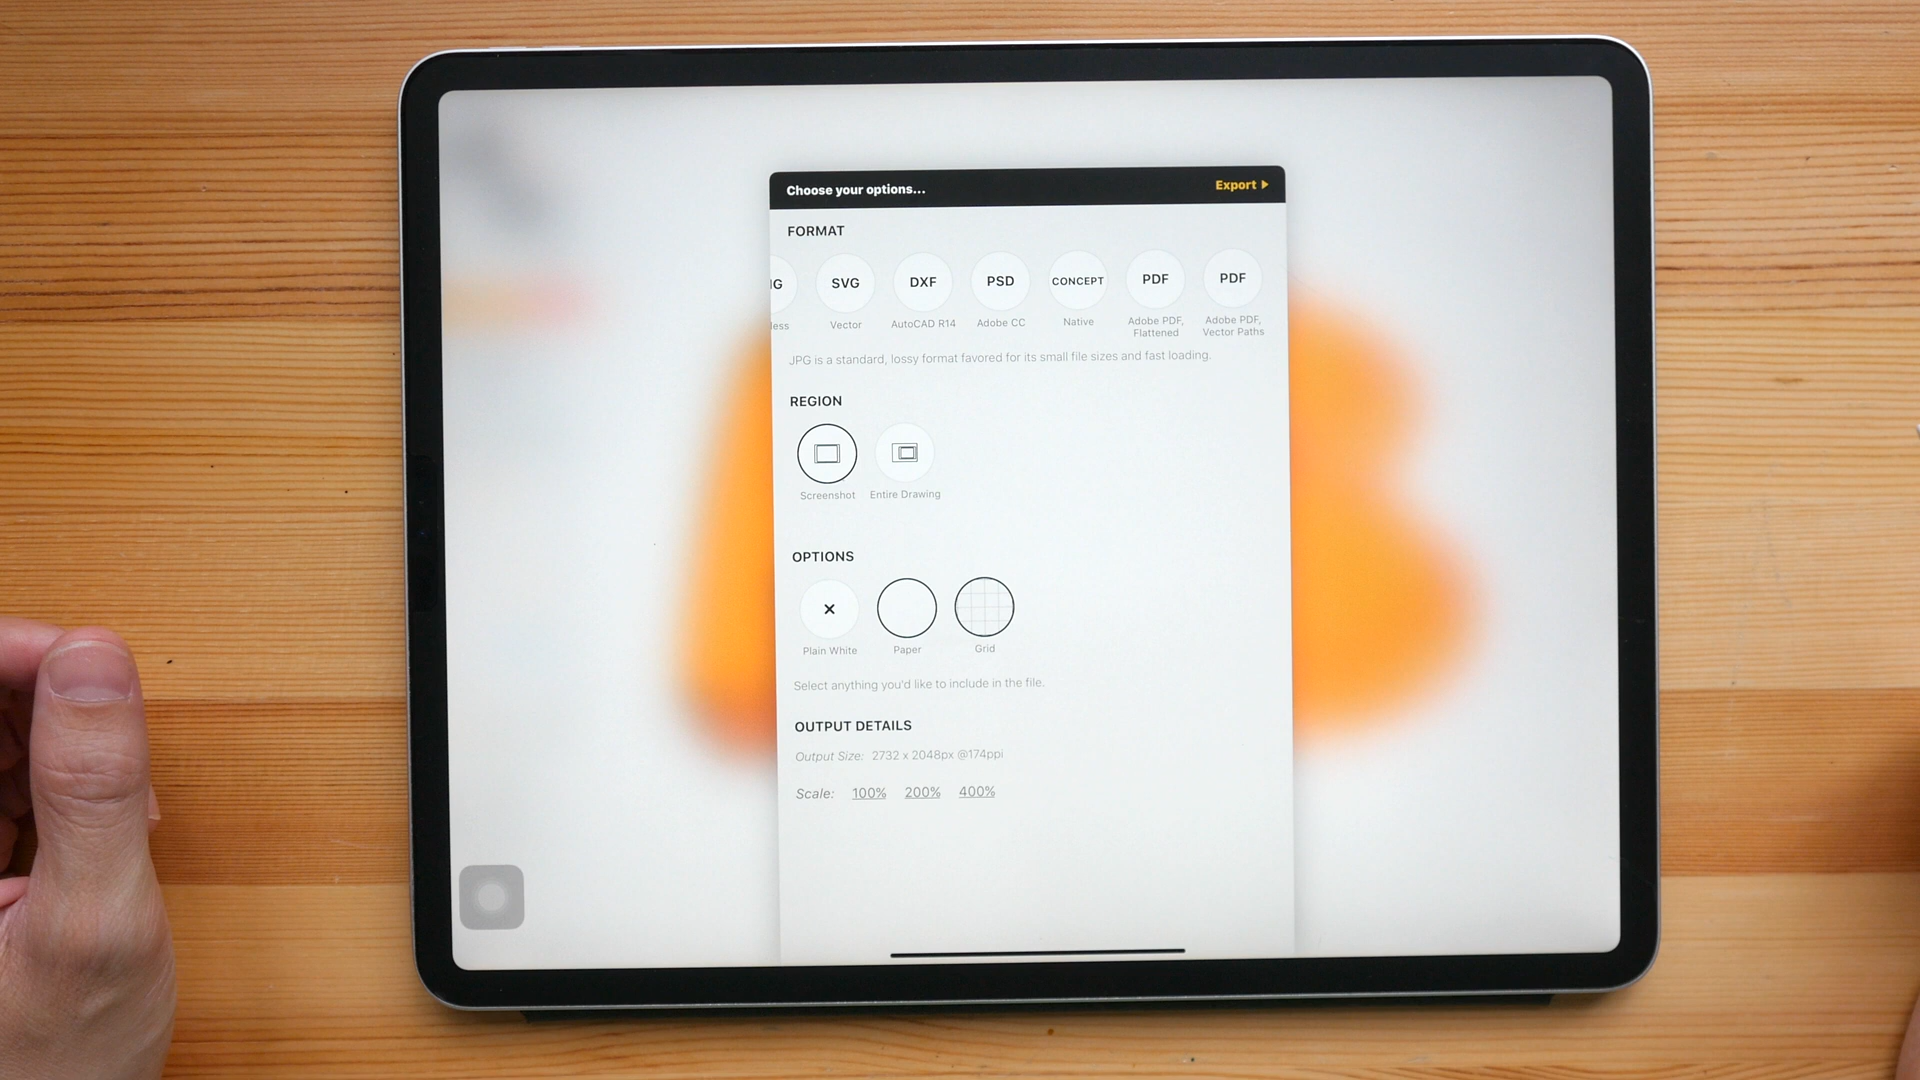 Choose your options...
Export
FORMAT
SVG
DXF
PSD
CONCEPT
PDF
PDF
Vector
AutoCAD R14
Adobe CC
Native
Adobe PDF,
Flattened
Adobe PDF,
Vector Paths
JPG is a standard, lossy format favored for its small file sizes and fast loading.
REGION
Screenshot
Entire Drawing
OPTIONS
Plain White
Paper
Grid
Select anything you'd like to include in the file.
OUTPUT DETAILS
Output Size: 2732 x 2048px @174ppi
Scale: 100% 200% 400%